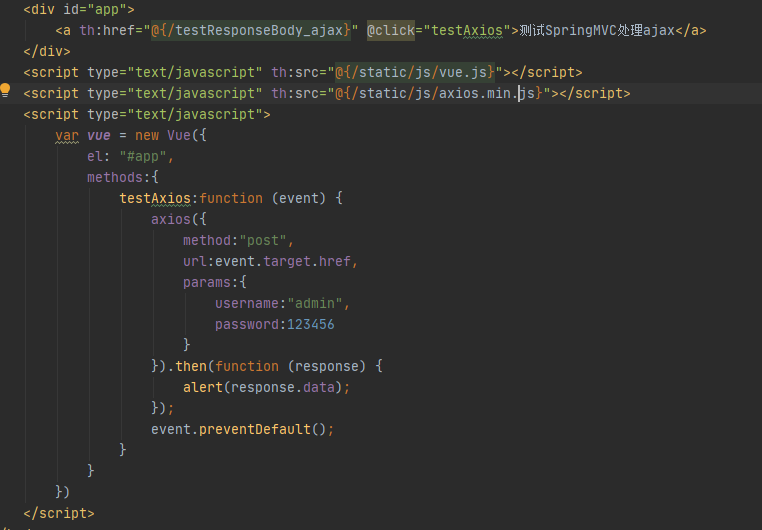 <div id="app">
    <a th:href="@{/testResponseBody_ajax}" @click="testAxios">测试SpringMVC处理ajax</a>
</div>
<script type="text/javascript" th:src="@{/static/js/vue.js}"></script>
<script type="text/javascript" th:src="@{/static/js/axios.min.js}"></script>
<script type="text/javascript">
    var vue = new Vue({
        el: "#app",
        methods:{
            testAxios:function (event) {
                axios({
                    method:"post",
                    url:event.target.href,
                    params:{
                        username:"admin",
                        password:123456
                    }
                }).then(function (response) {
                    alert(response.data);
                });
                event.preventDefault();
            }
        }
    })
</script>